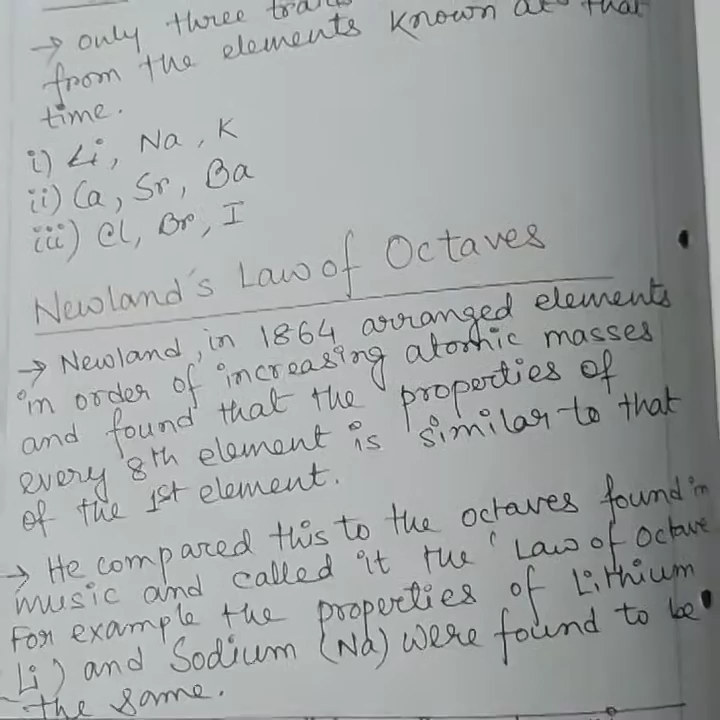 → only three
from the elements known at that
time.
i) Li, Na, K
ii) Ca, Sr, Ba
iii) Cl, Br, I
Newland's Law of Octaves
→ Newland, in 1864 arranged elements
in order of increasing atomic masses
and found that the properties of
every 8th element is similar to that
of the 1st element.
→ He compared this to the octaves found in
music and called it the 'Law of Octave
For example the properties of Lithium
Li) and Sodium (Na) were found to be
the same.